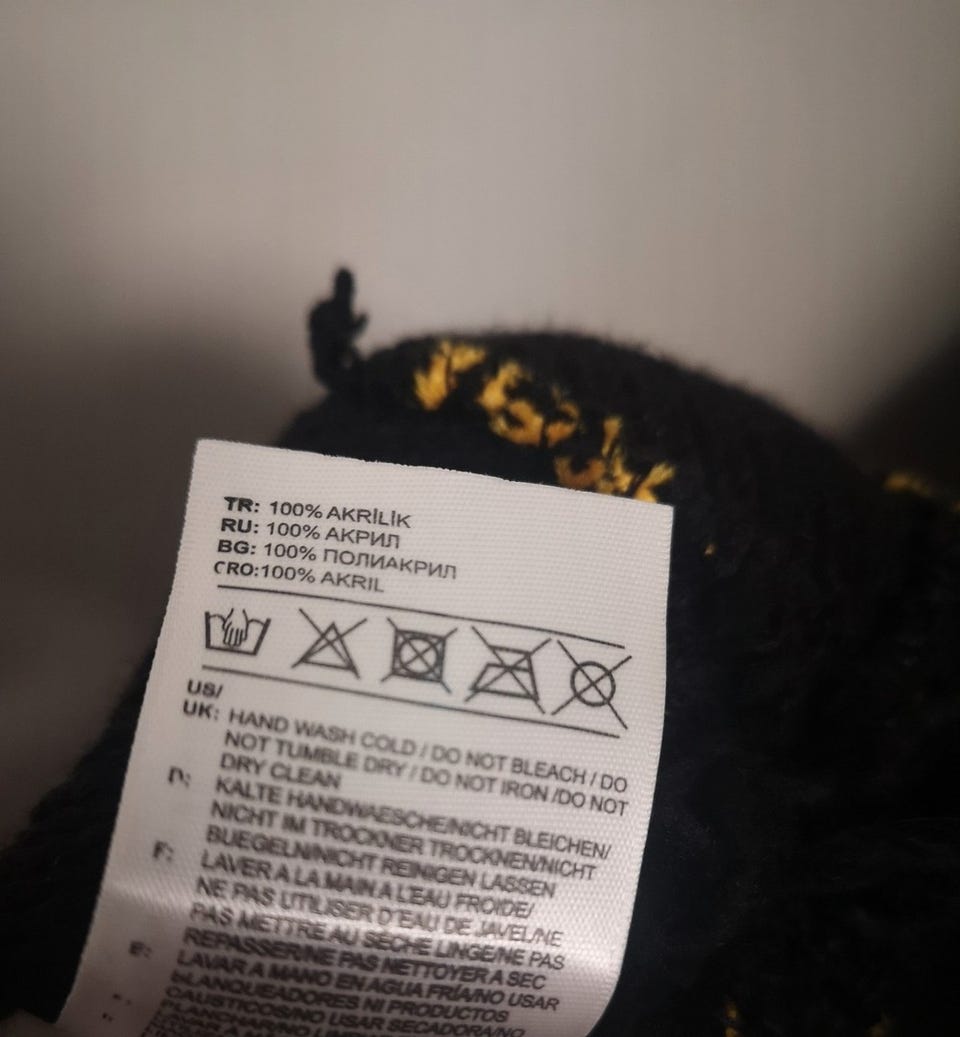 TR: 100% AKRİLİK
RU: 100% АКРИЛ
BG: 100% ПОЛИАКРИЛ
CRO:100% AKRIL
US/
UK: HAND WASH COLD / DO NOT BLEACH / DO
NOT TUMBLE DRY / DO NOT IRON /DO NOT
DRY CLEAN
D: KALTE HANDWAESCHE/NICHT BLEICHEN/
NICHT IM TROCKNER TROCKNEN/NICHT
BUEGELN/NICHT REINIGEN LASSEN
F: LAVER A LA MAIN A L'EAU FROIDE/
NE PAS UTILISER D'EAU DE JAVEL/NE
PAS METTRE AU SECHE LINGE/NE PAS
REPASSER/NE PAS NETTOYER A SEC
E: LAVAR A MANO EN AGUA FRÍA/NO USAR
BLANQUEADORES NI PRODUCTOS
CAUSTICOS/NO USAR SECADORA/NO